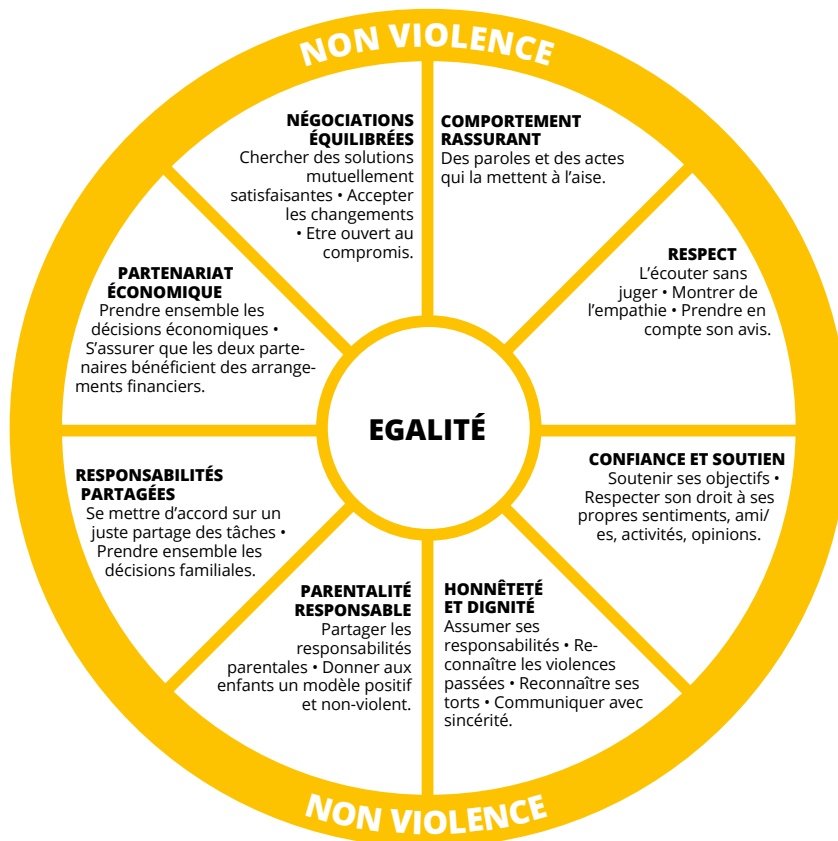 NON VIOLENCE
NÉGOCIATIONS
ÉQUILIBRÉES
Chercher des solutions
mutuellement
satisfaisantes • Accepter
les changements
• Etre ouvert au
compromis.
COMPORTEMENT
RASSURANT
Des paroles et des actes
qui la mettent à l’aise.
RESPECT
L’écouter sans
juger • Montrer de
l’empathie • Prendre en
compte son avis.
PARTENARIAT
ÉCONOMIQUE
Prendre ensemble les
décisions économiques •
S’assurer que les deux parte-
naires bénéficient des arrange-
ments financiers.
EGALITÉ
CONFIANCE ET SOUTIEN
Soutenir ses objectifs •
Respecter son droit à ses
propres sentiments, ami/
es, activités, opinions.
RESPONSABILITÉS
PARTAGÉES
Se mettre d’accord sur un
juste partage des tâches •
Prendre ensemble les
décisions familiales.
PARENTALITÉ
RESPONSABLE
Partager les
responsabilités
parentales • Donner aux
enfants un modèle positif
et non-violent.
HONNÊTETÉ
ET DIGNITÉ
Assumer ses
responsabilités • Re-
connaître les violences
passées • Reconnaître ses
torts • Communiquer avec
sincérité.
NON VIOLENCE